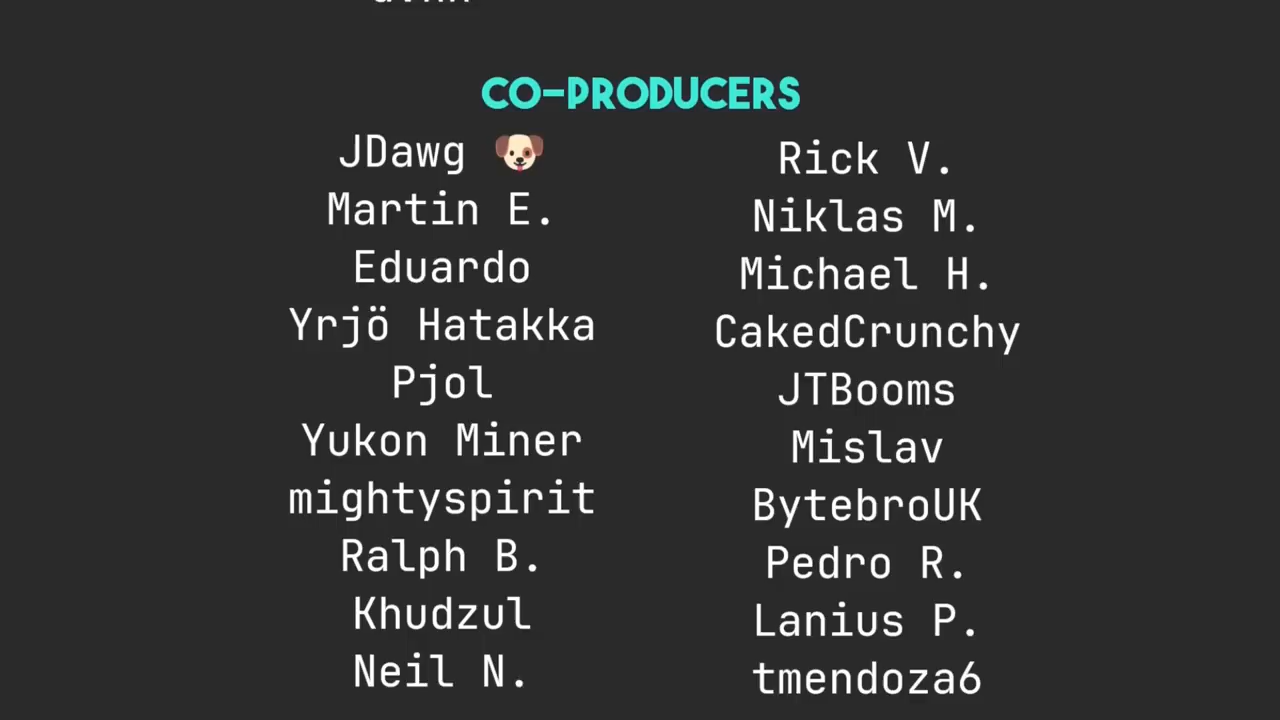 CO-PRODUCERS
JDawg 🐶
Martin E.
Eduardo
Yrjö Hatakka
Pjol
Yukon Miner
mightyspirit
Ralph B.
Khudzul
Neil N.
Rick V.
Niklas M.
Michael H.
CakedCrunchy
JTBooms
Mislav
BytebroUK
Pedro R.
Lanius P.
tmendoza6